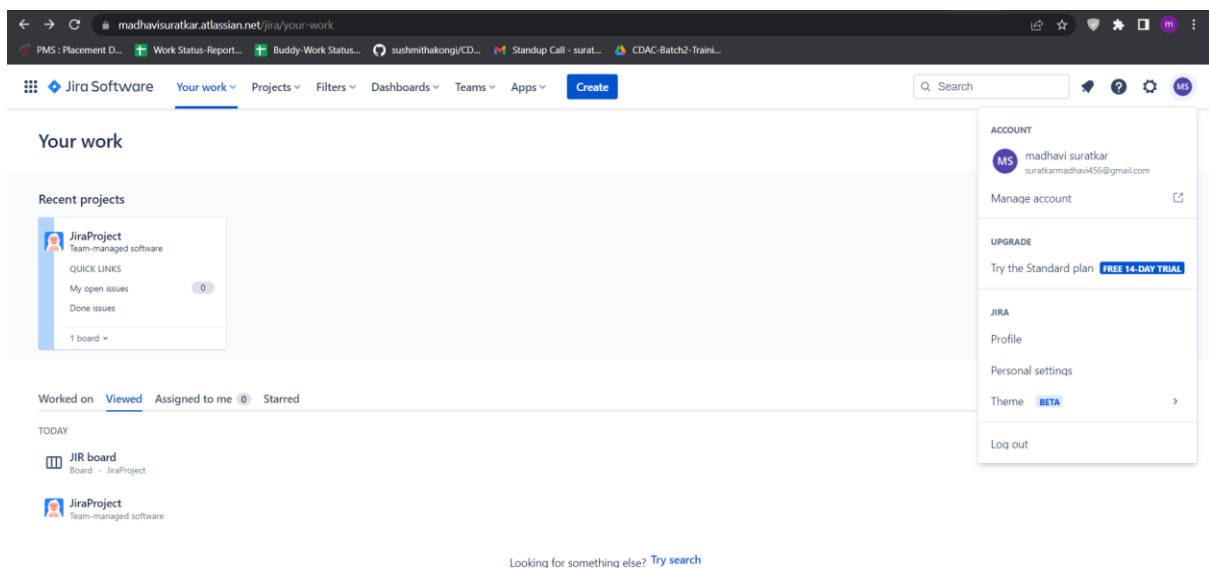 madhavisuratkar.atlassian.net/jira/your-work
m
PMS : Placement D... Work Status-Report... Buddy-Work Status... sushmithakongi/CD... Standup Call - surat... CDAC-Batch2-Traini...
Jira Software Your work Projects Filters Dashboards Teams Apps Create Search MS
Your work
ACCOUNT
MS madhavi suratkar
suratkarmadhavi456@gmail.com
Manage account
UPGRADE
Try the Standard plan FREE 14-DAY TRIAL
JIRA
Profile
Personal settings
Theme BETA
Log out
Recent projects
JiraProject
Team-managed software
QUICK LINKS
My open issues 0
Done issues
1 board
Worked on Viewed Assigned to me 0 Starred
TODAY
JIR board
Board · JiraProject
JiraProject
Team-managed software
Looking for something else? Try search